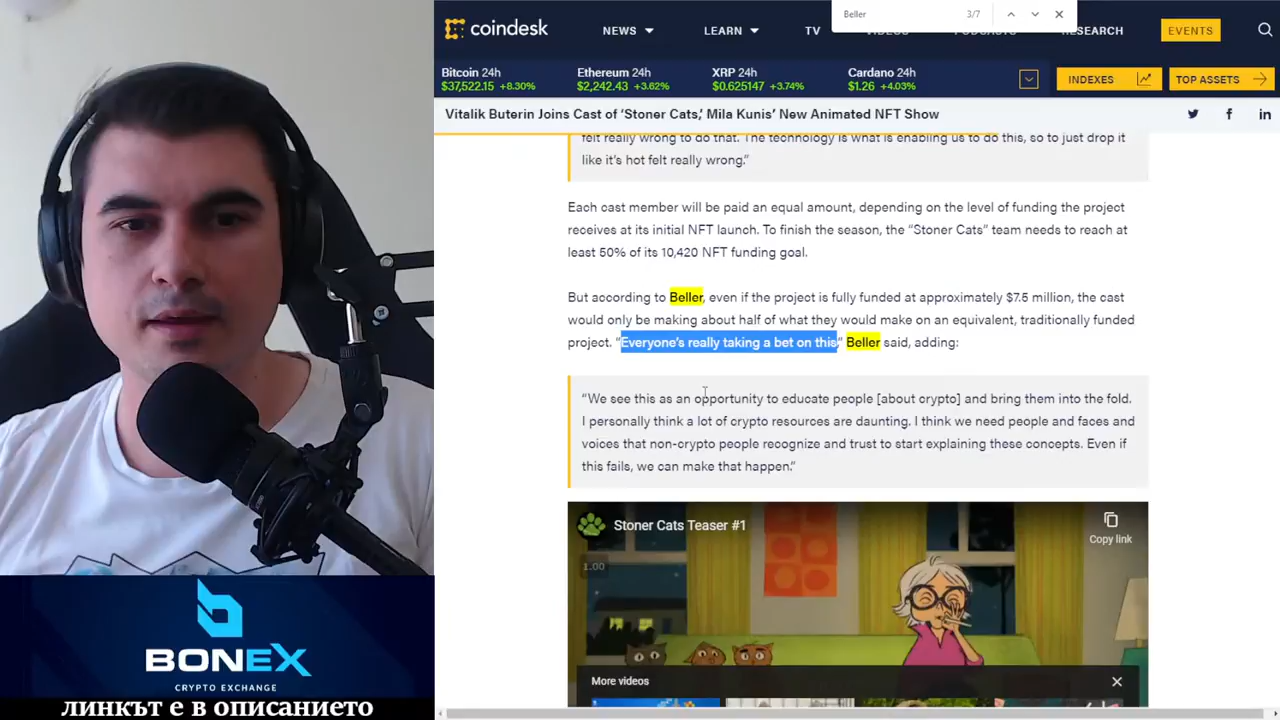 Beller
3/7
coindesk
NEWS
LEARN
TV
RESEARCH
EVENTS
Bitcoin 24h
$37,522.15 +8.30%
Ethereum 24h
$2,242.43 +3.62%
XRP 24h
$0.625147 +3.74%
Cardano 24h
$1.26 +4.03%
INDEXES
TOP ASSETS
Vitalik Buterin Joins Cast of ‘Stoner Cats,’ Mila Kunis’ New Animated NFT Show
felt really wrong to do that. The technology is what is enabling us to do this, so to just drop it
like it’s hot felt really wrong.”
Each cast member will be paid an equal amount, depending on the level of funding the project
receives at its initial NFT launch. To finish the season, the “Stoner Cats” team needs to reach at
least 50% of its 10,420 NFT funding goal.
But according to Beller, even if the project is fully funded at approximately $7.5 million, the cast
would only be making about half of what they would make on an equivalent, traditionally funded
project. “Everyone’s really taking a bet on this” Beller said, adding:
“We see this as an opportunity to educate people [about crypto] and bring them into the fold.
I personally think a lot of crypto resources are daunting. I think we need people and faces and
voices that non-crypto people recognize and trust to start explaining these concepts. Even if
this fails, we can make that happen.”
Stoner Cats Teaser #1
Copy link
1.00
More videos
BONEX
CRYPTO EXCHANGE
линкът е в описанието